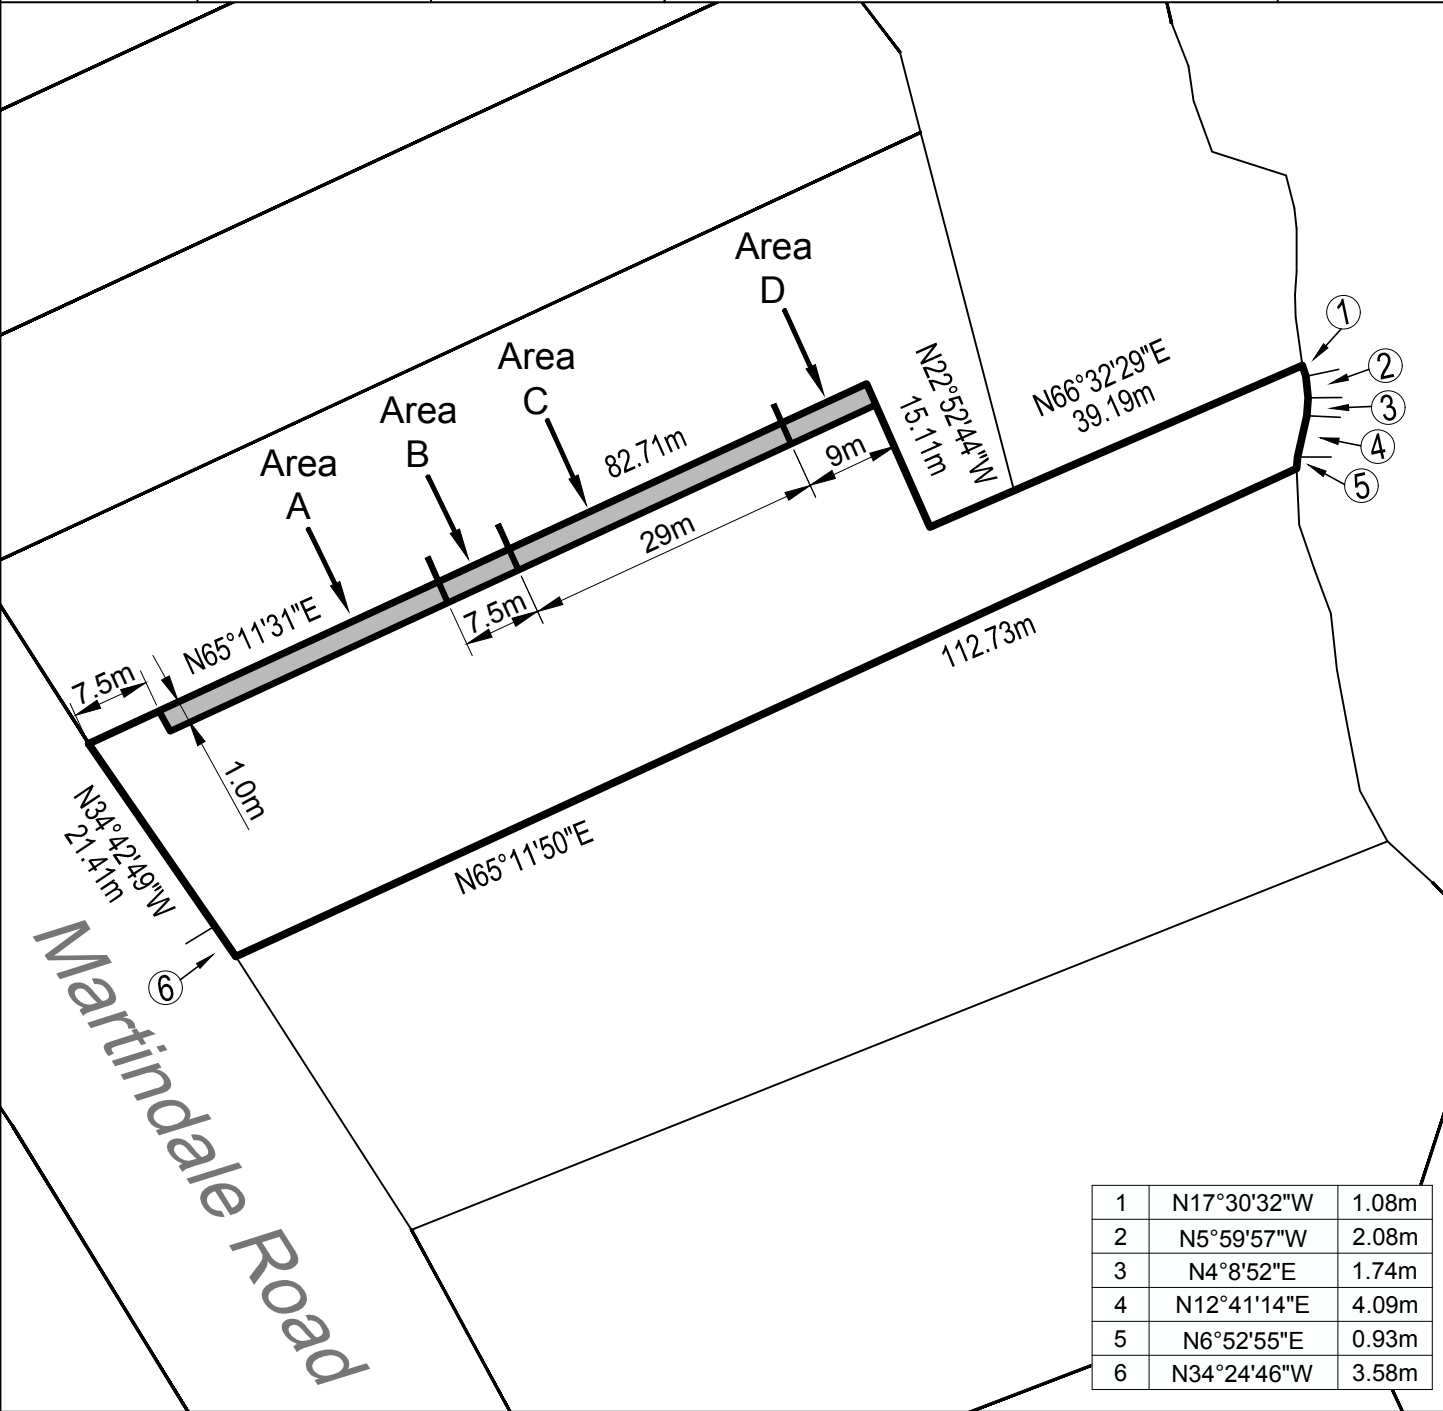 Area
D
Area
C
Area
B
Area
A
①
②
③
④
⑤
N66°32'29"E
39.19m
N22°52'44"W
15.11m
82.71m
9m
29m
7.5m
N65°11'31"E
7.5m
1.0m
112.73m
N65°11'50"E
N34°42'49"W
21.41m
⑥
Martindale Road
1 N17°30'32"W 1.08m
2 N5°59'57"W 2.08m
3 N4°8'52"E 1.74m
4 N12°41'14"E 4.09m
5 N6°52'55"E 0.93m
6 N34°24'46"W 3.58m